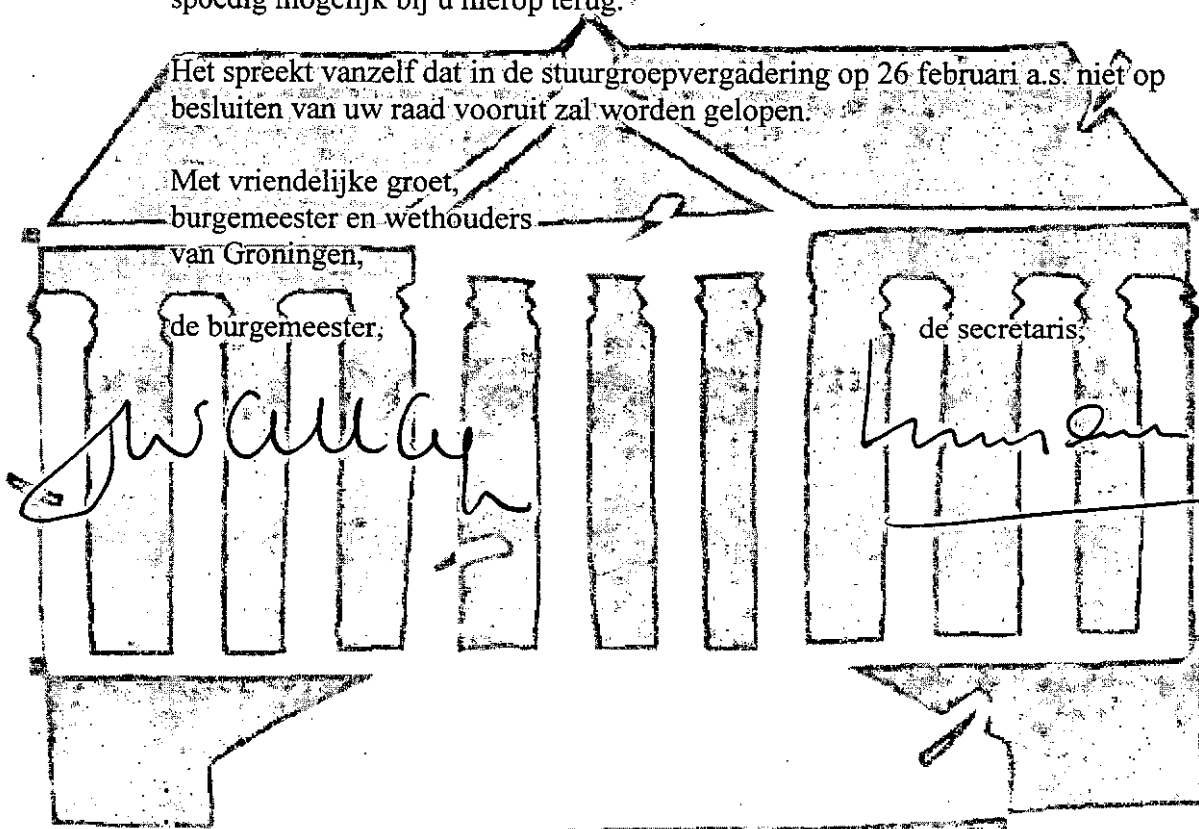 spoedig mogelijk bij u hierop terug.
Het spreekt vanzelf dat in de stuurgroepvergadering op 26 februari a.s. niet op
besluiten van uw raad vooruit zal worden gelopen.
Met vriendelijke groet,
burgemeester en wethouders
van Groningen,
de burgemeester, de secretaris,